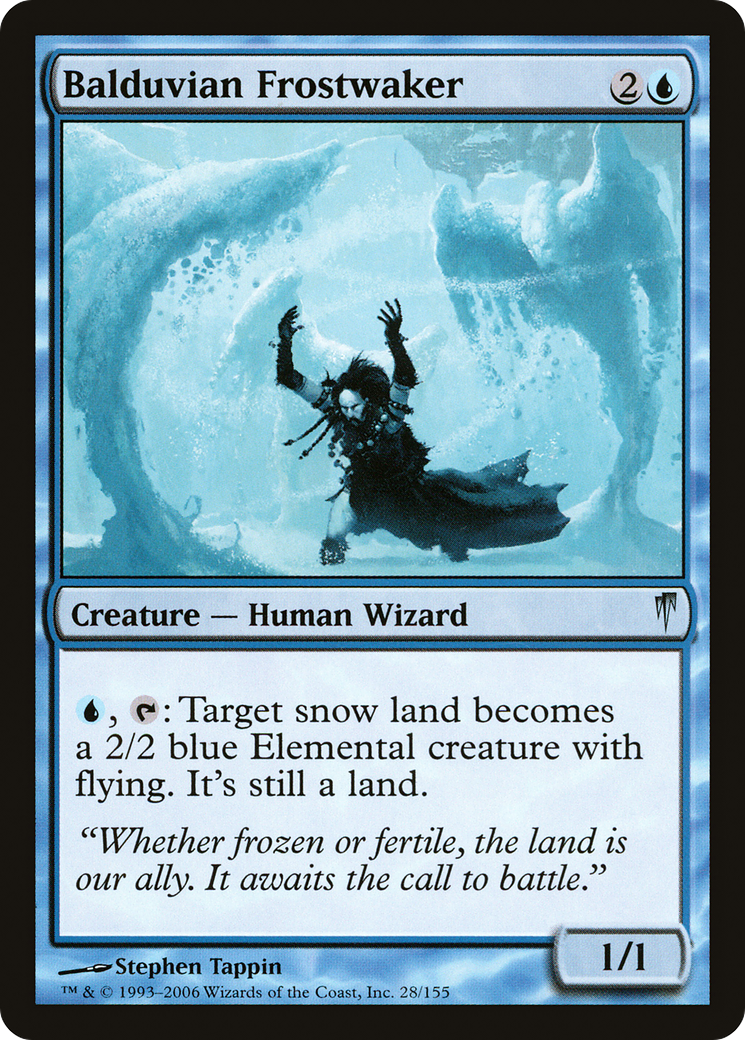 Balduvian Frostwaker 2
Creature — Human Wizard
, : Target snow land becomes
a 2/2 blue Elemental creature with
flying. It's still a land.
“Whether frozen or fertile, the land is
our ally. It awaits the call to battle.”
1/1
Stephen Tappin
™ & © 1993–2006 Wizards of the Coast, Inc. 28/155